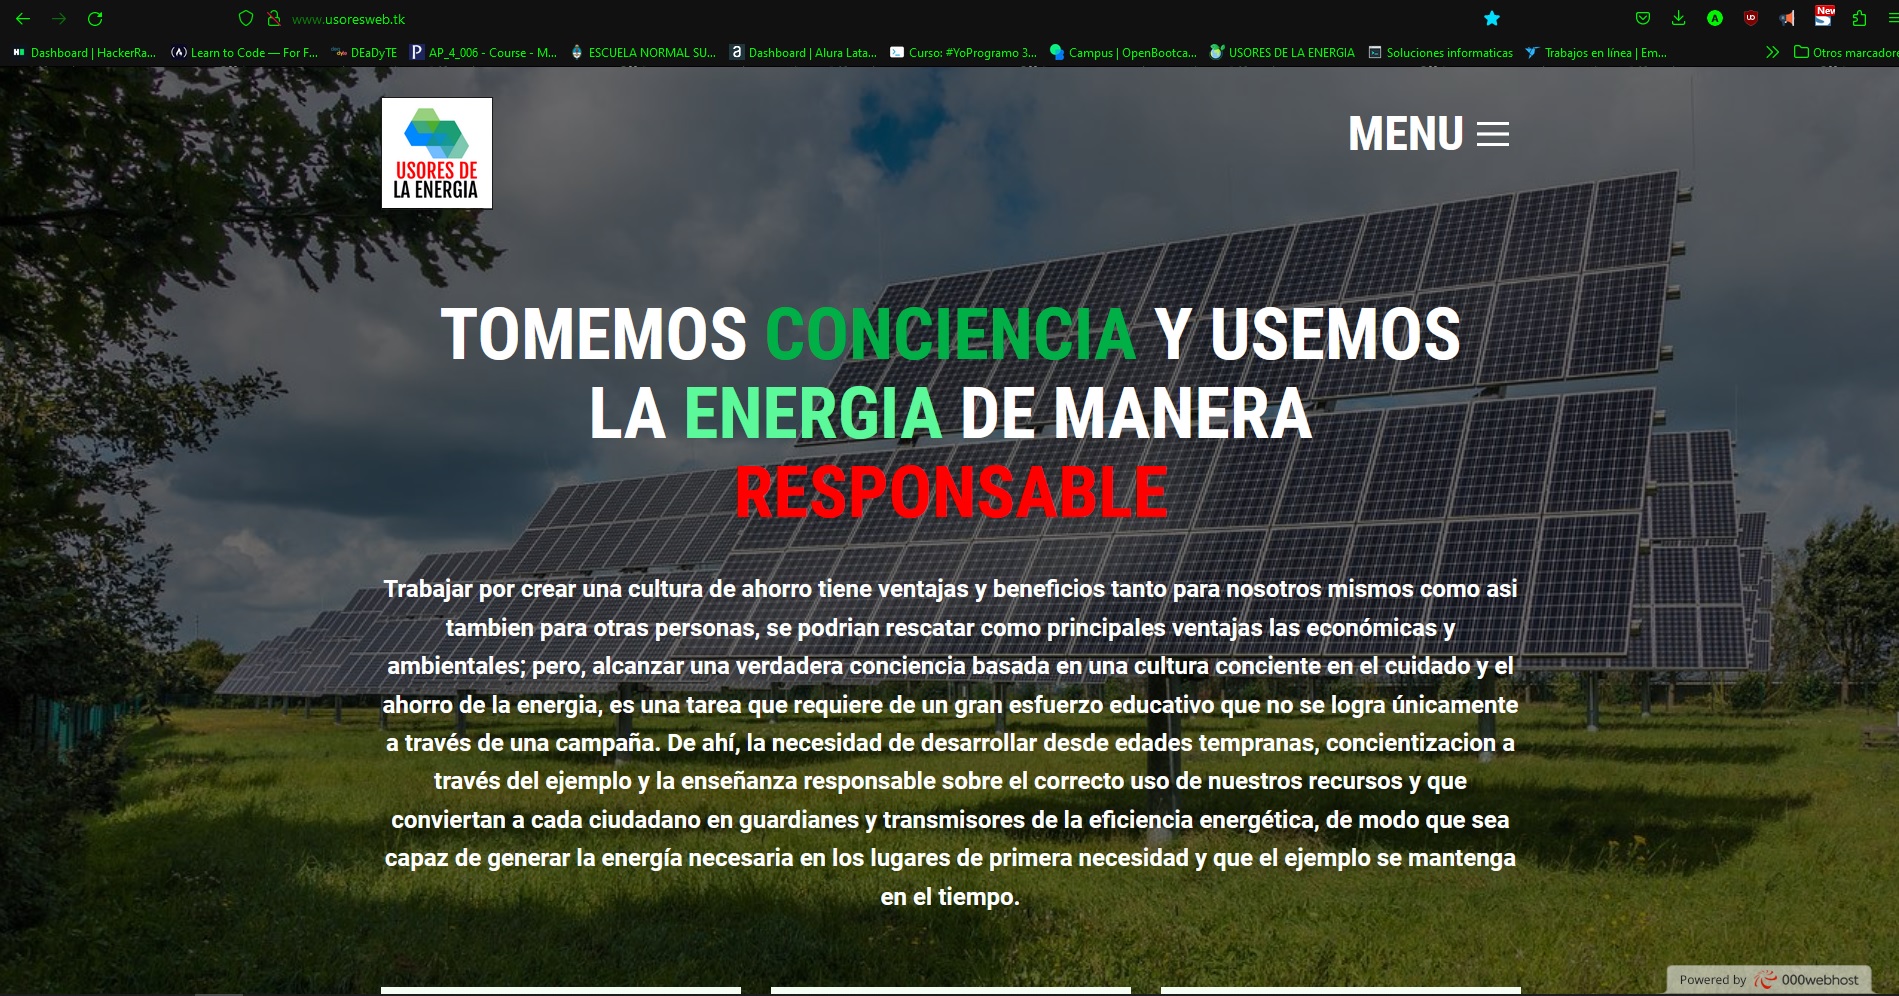 www.usoresweb.tk
New
Dashboard | HackerRa...
Learn to Code — For F...
DEaDyTE
AP_4_006 - Course - M...
ESCUELA NORMAL SU...
Dashboard | Alura Lata...
Curso: #YoProgramo 3...
Campus | OpenBootca...
USORES DE LA ENERGIA
Soluciones informaticas
Trabajos en línea | Em...
Otros marcadore
USORES DE
LA ENERGIA
MENU
TOMEMOS CONCIENCIA Y USEMOS
LA ENERGIA DE MANERA
RESPONSABLE
Trabajar por crear una cultura de ahorro tiene ventajas y beneficios tanto para nosotros mismos como asi
tambien para otras personas, se podrian rescatar como principales ventajas las económicas y
ambientales; pero, alcanzar una verdadera conciencia basada en una cultura conciente en el cuidado y el
ahorro de la energia, es una tarea que requiere de un gran esfuerzo educativo que no se logra únicamente
a través de una campaña. De ahí, la necesidad de desarrollar desde edades tempranas, concientizacion a
través del ejemplo y la enseñanza responsable sobre el correcto uso de nuestros recursos y que
conviertan a cada ciudadano en guardianes y transmisores de la eficiencia energética, de modo que sea
capaz de generar la energía necesaria en los lugares de primera necesidad y que el ejemplo se mantenga
en el tiempo.
Powered by 000webhost